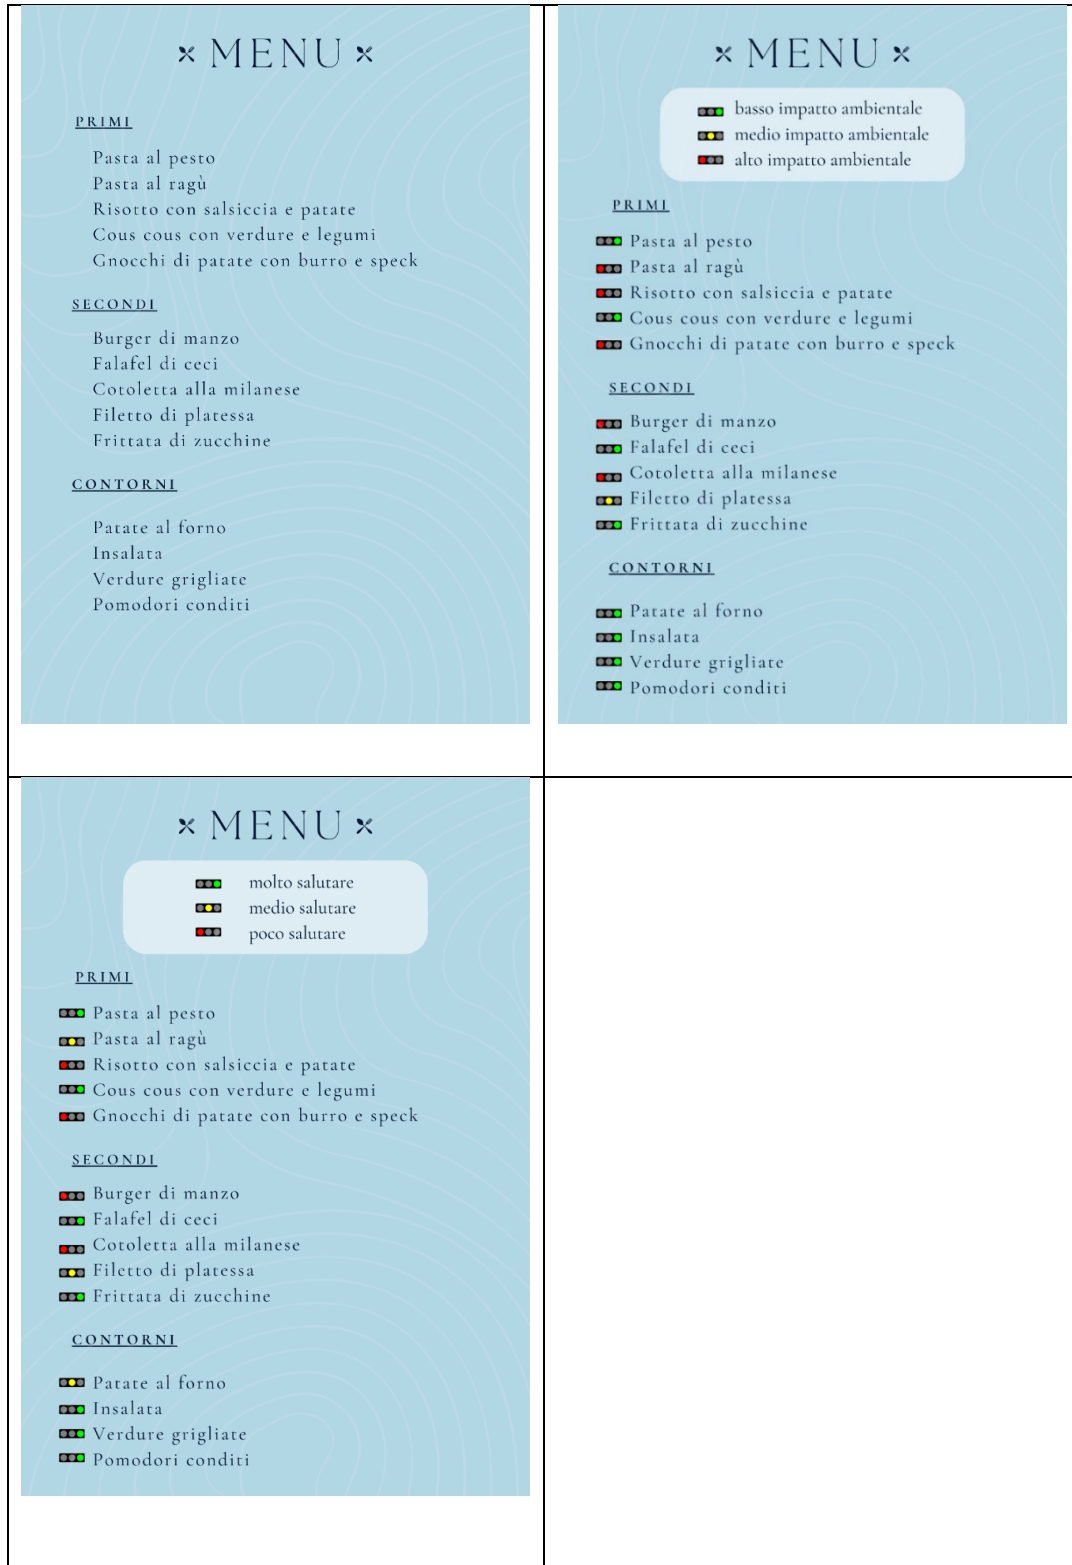 MENU
PRIMI
Pasta al pesto
Pasta al ragù
Risotto con salsiccia e patate
Cous cous con verdure e legumi
Gnocchi di patate con burro e speck
SECONDI
Burger di manzo
Falafel di ceci
Cotoletta alla milanese
Filetto di platessa
Frittata di zucchine
CONTORNI
Patate al forno
Insalata
Verdure grigliate
Pomodori conditi
MENU
basso impatto ambientale
medio impatto ambientale
alto impatto ambientale
PRIMI
Pasta al pesto
Pasta al ragù
Risotto con salsiccia e patate
Cous cous con verdure e legumi
Gnocchi di patate con burro e speck
SECONDI
Burger di manzo
Falafel di ceci
Cotoletta alla milanese
Filetto di platessa
Frittata di zucchine
CONTORNI
Patate al forno
Insalata
Verdure grigliate
Pomodori conditi
MENU
molto salutare
medio salutare
poco salutare
PRIMI
Pasta al pesto
Pasta al ragù
Risotto con salsiccia e patate
Cous cous con verdure e legumi
Gnocchi di patate con burro e speck
SECONDI
Burger di manzo
Falafel di ceci
Cotoletta alla milanese
Filetto di platessa
Frittata di zucchine
CONTORNI
Patate al forno
Insalata
Verdure grigliate
Pomodori conditi